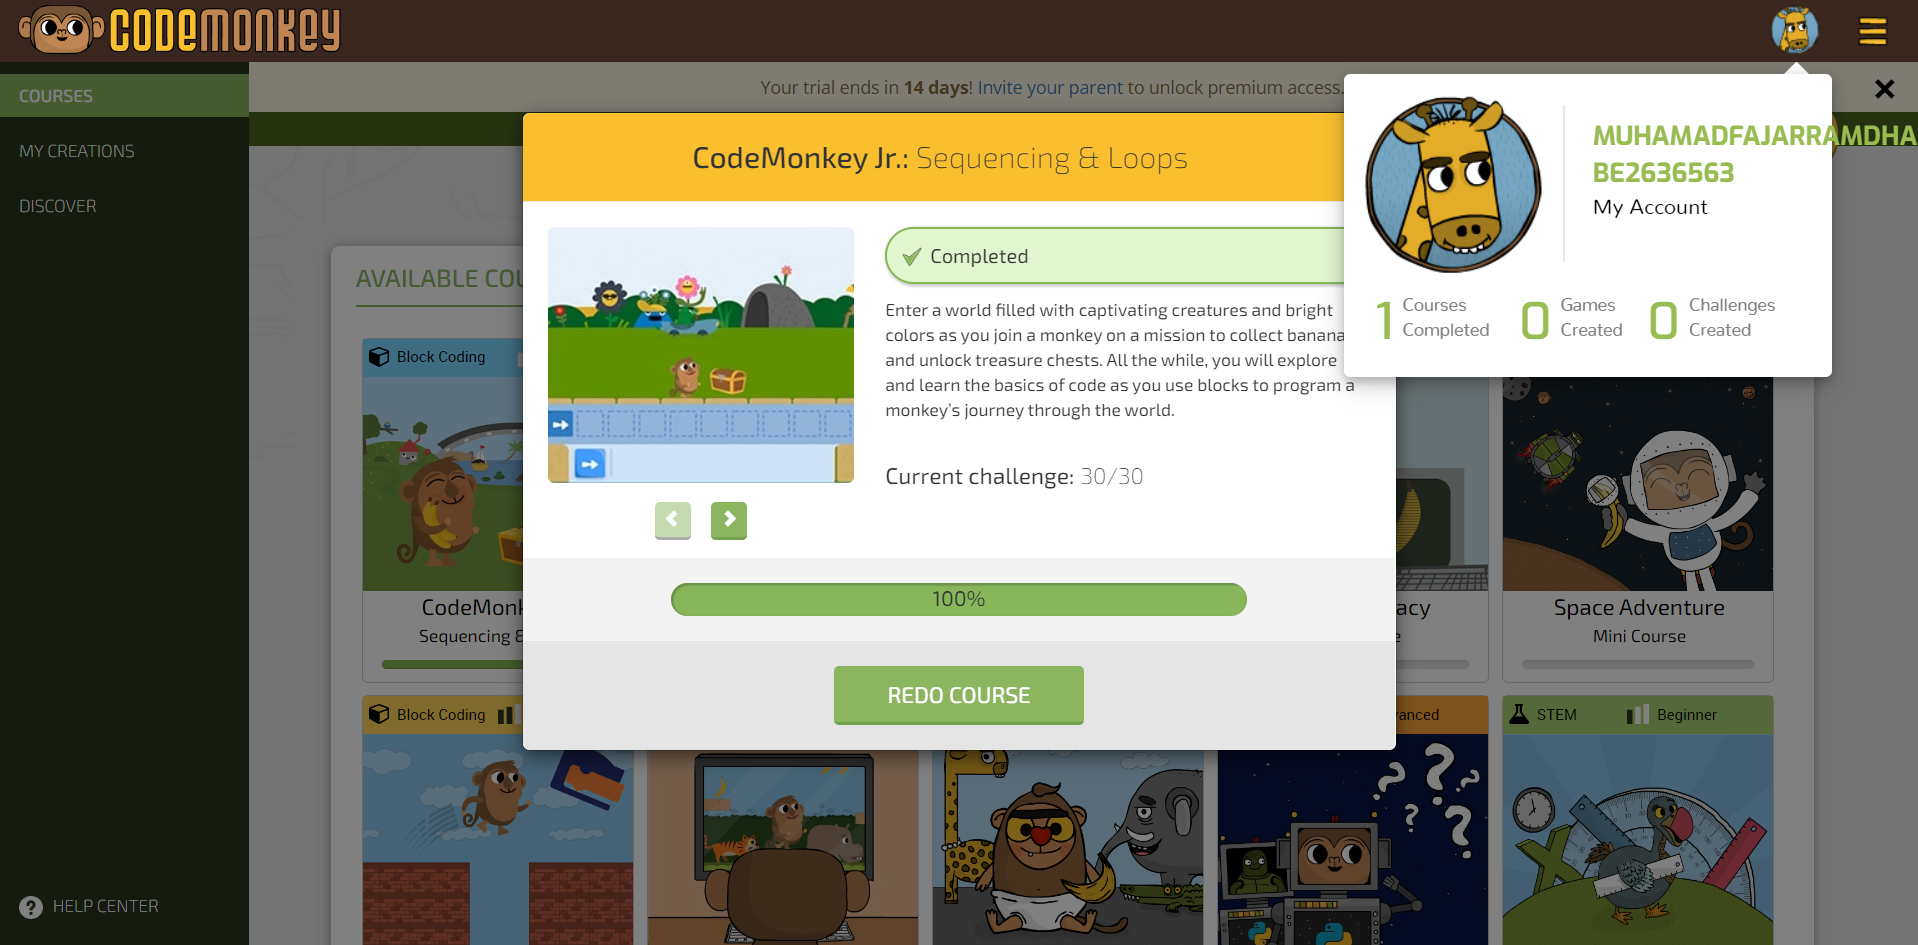 CODEMONKEY
COURSES
MY CREATIONS
DISCOVER
HELP CENTER
Your trial ends in 14 days! Invite your parent to unlock premium access.
MUHAMADFAJARRAMDHA
BE2636563
My Account
1 Courses Completed
0 Games Created
0 Challenges Created
CodeMonkey Jr.: Sequencing & Loops
Completed
Enter a world filled with captivating creatures and bright
colors as you join a monkey on a mission to collect banana
and unlock treasure chests. All the while, you will explore
and learn the basics of code as you use blocks to program a
monkey's journey through the world.
Current challenge: 30/30
100%
REDO COURSE
AVAILABLE COU
Block Coding
CodeMonk
Sequencing &
acy
e
Space Adventure
Mini Course
Block Coding
anced
STEM
Beginner